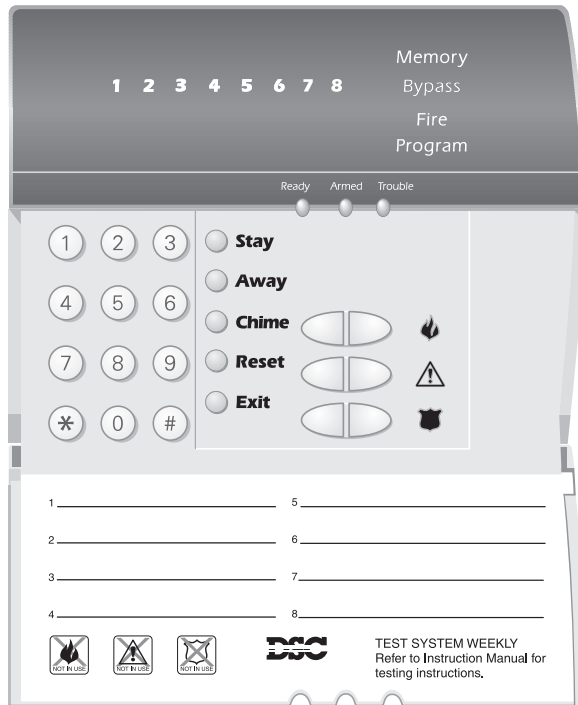 Memory
1 2 3 4 5 6 7 8 Bypass
Fire
Program
Ready Armed Trouble
1 2 3 Stay
Away
4 5 6 Chime
7 8 9 Reset
* 0 # Exit
1 5
2 6
3 7
4 8
NOT IN USE NOT IN USE NOT IN USE
DSC
TEST SYSTEM WEEKLY
Refer to Instruction Manual for
testing instructions.